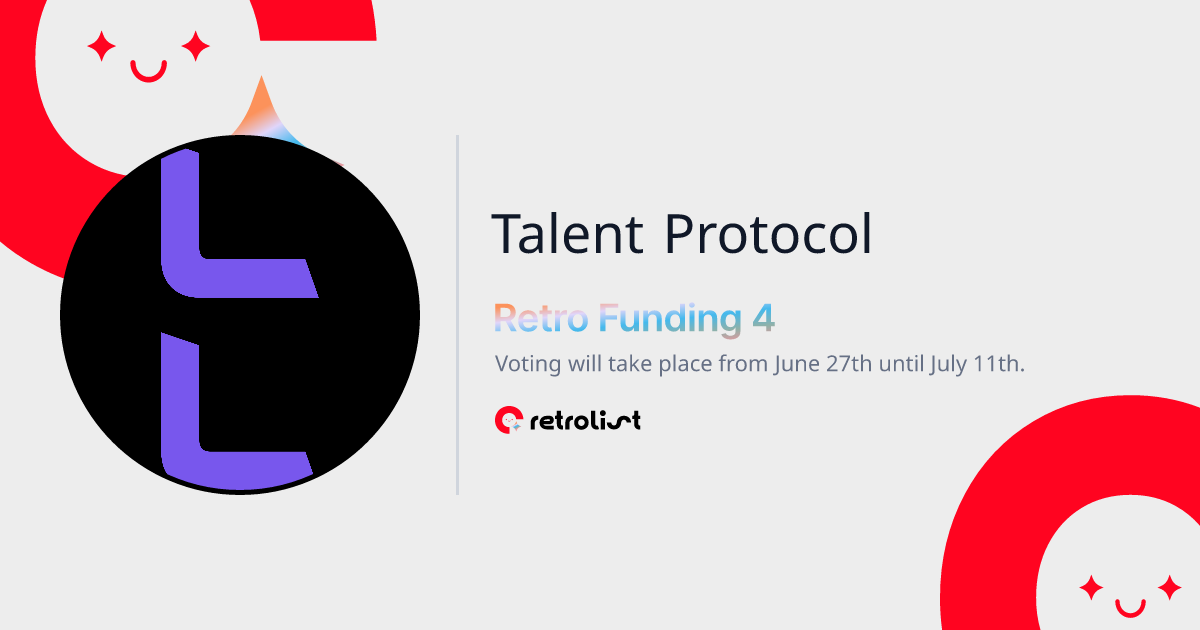 Talent Protocol
Retro Funding 4
Voting will take place from June 27th until July 11th.
retrolist